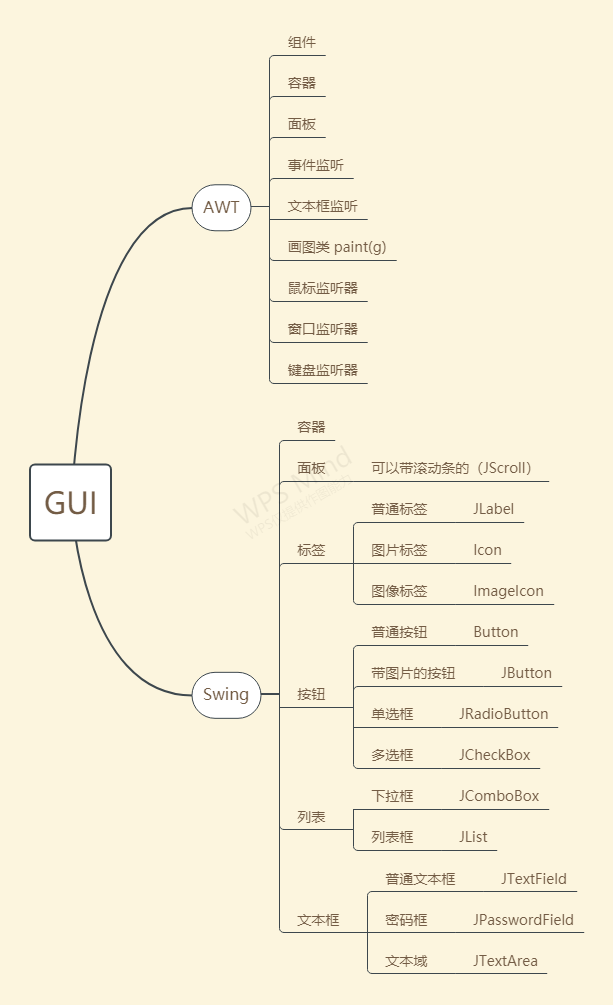 组件
容器
面板
事件监听
文本框监听
画图类 paint(g)
鼠标监听器
窗口监听器
键盘监听器
AWT
GUI
Swing
容器
面板 可以带滚动条的（JScroll）
标签
普通标签 JLabel
图片标签 Icon
图像标签 ImageIcon
按钮
普通按钮 Button
带图片的按钮 JButton
单选框 JRadioButton
多选框 JCheckBox
列表
下拉框 JComboBox
列表框 JList
文本框
普通文本框 JTextField
密码框 JPasswordField
文本域 JTextArea
WPS Mind